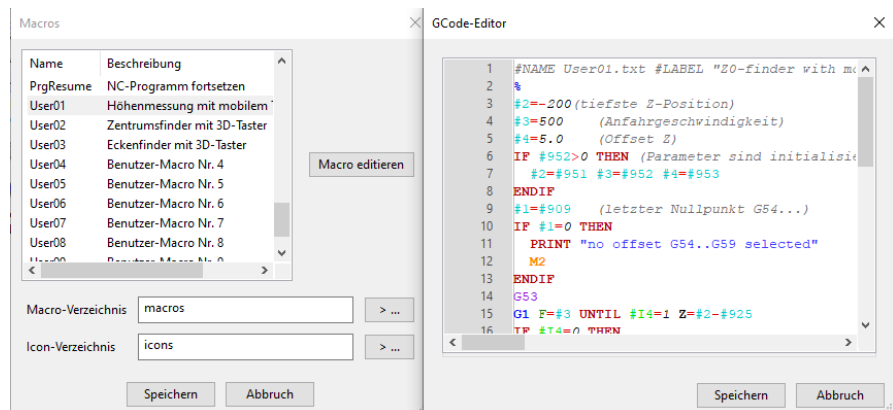 Macros
Name Beschreibung
PrgResume NC-Programm fortsetzen
User01 Höhenmessung mit mobilem
User02 Zentrumsfinder mit 3D-Taster
User03 Eckenfinder mit 3D-Taster
User04 Benutzer-Macro Nr. 4
User05 Benutzer-Macro Nr. 5
User06 Benutzer-Macro Nr. 6
User07 Benutzer-Macro Nr. 7
User08 Benutzer-Macro Nr. 8
Macro editieren
Macro-Verzeichnis macros > ...
Icon-Verzeichnis icons > ...
Speichern Abbruch
GCode-Editor
1 #NAME User01.txt #LABEL "Z0-finder with mo
2 %
3 #2=-200(tiefste Z-Position)
4 #3=500 (Anfahrgeschwindigkeit)
5 #4=5.0 (Offset Z)
6 IF #952>0 THEN (Parameter sind initialisie
7 #2=#951 #3=#952 #4=#953
8 ENDIF
9 #1=#909 (letzter Nullpunkt G54...)
10 IF #1=0 THEN
11 PRINT "no offset G54..G59 selected"
12 M2
13 ENDIF
14 G53
15 G1 F=#3 UNTIL #I4=1 Z=#2-#925
16 IF #I4=0 THEN
Speichern Abbruch